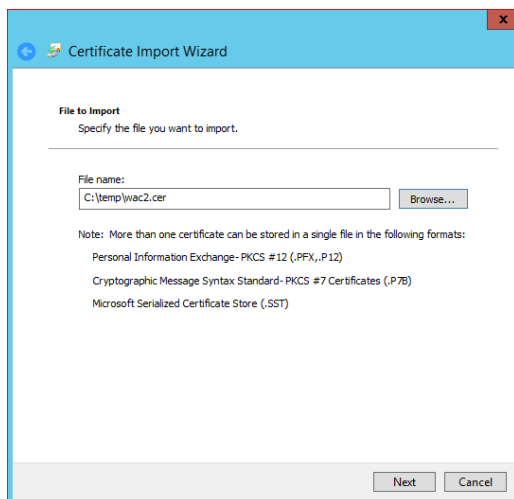 x
Certificate Import Wizard
File to Import
Specify the file you want to import.
File name:
C:\temp\wac2.cer
Browse...
Note: More than one certificate can be stored in a single file in the following formats:
Personal Information Exchange- PKCS #12 (.PFX,.P12)
Cryptographic Message Syntax Standard- PKCS #7 Certificates (.P7B)
Microsoft Serialized Certificate Store (.SST)
Next Cancel